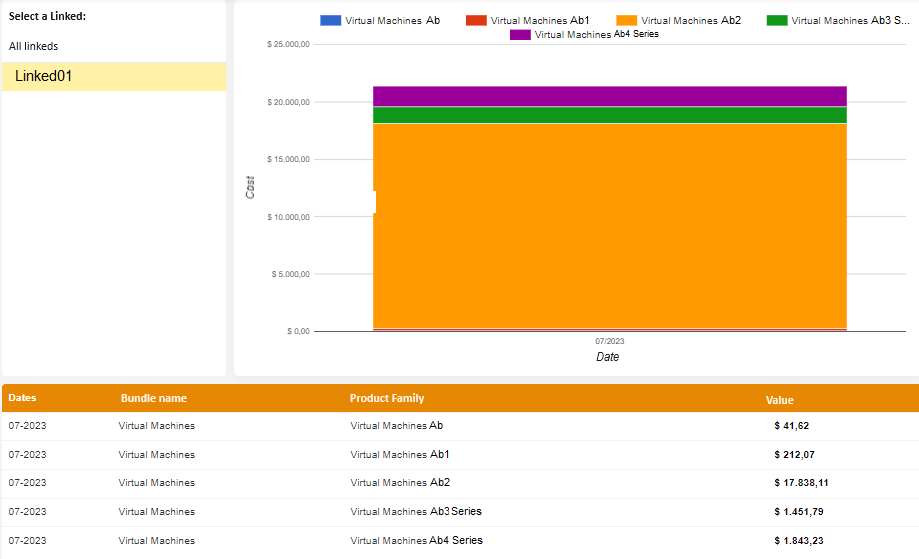 Select a Linked:
All linkeds
Linked01
Virtual Machines Ab
Virtual Machines Ab1
Virtual Machines Ab2
Virtual Machines Ab3 S...
Virtual Machines Ab4 Series
$ 25.000,00
$ 20.000,00
$ 15.000,00
$ 10.000,00
$ 5.000,00
$ 0,00
Cost
07/2023
Date
Dates Bundle name Product Family Value
07-2023 Virtual Machines Virtual Machines Ab $ 41,62
07-2023 Virtual Machines Virtual Machines Ab1 $ 212,07
07-2023 Virtual Machines Virtual Machines Ab2 $ 17.838,11
07-2023 Virtual Machines Virtual Machines Ab3 Series $ 1.451,79
07-2023 Virtual Machines Virtual Machines Ab4 Series $ 1.843,23